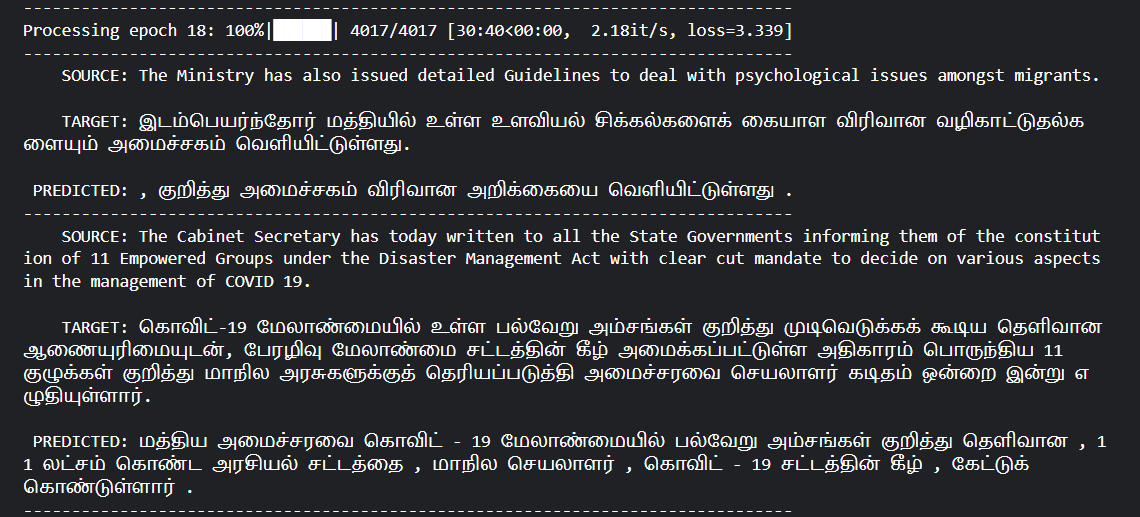 --------------------------------------------------------------------------------
Processing epoch 18: 100%|██████| 4017/4017 [30:40<00:00,  2.18it/s, loss=3.339]
--------------------------------------------------------------------------------
    SOURCE: The Ministry has also issued detailed Guidelines to deal with psychological issues amongst migrants.
    TARGET: இடம்பெயர்ந்தோர் மத்தியில் உள்ள உளவியல் சிக்கல்களைக் கையாள விரிவான வழிகாட்டுதல்க
ளையும் அமைச்சகம் வெளியிட்டுள்ளது.
 PREDICTED: , குறித்து அமைச்சகம் விரிவான அறிக்கையை வெளியிட்டுள்ளது .
--------------------------------------------------------------------------------
    SOURCE: The Cabinet Secretary has today written to all the State Governments informing them of the constitut
ion of 11 Empowered Groups under the Disaster Management Act with clear cut mandate to decide on various aspects
in the management of COVID 19.
    TARGET: கொவிட்-19 மேலாண்மையில் உள்ள பல்வேறு அம்சங்கள் குறித்து முடிவெடுக்கக் கூடிய தெளிவான
ஆணையுரிமையுடன், பேரழிவு மேலாண்மை சட்டத்தின் கீழ் அமைக்கப்பட்டுள்ள அதிகாரம் பொருந்திய 11
குழுக்கள் குறித்து மாநில அரசுகளுக்குத் தெரியப்படுத்தி அமைச்சரவை செயலாளர் கடிதம் ஒன்றை இன்று எ
ழுதியுள்ளார்.
 PREDICTED: மத்திய அமைச்சரவை கொவிட் - 19 மேலாண்மையில் பல்வேறு அம்சங்கள் குறித்து தெளிவான , 1
1 லட்சம் கொண்ட அரசியல் சட்டத்தை , மாநில செயலாளர் , கொவிட் - 19 சட்டத்தின் கீழ் , கேட்டுக்
கொண்டுள்ளார் .
--------------------------------------------------------------------------------